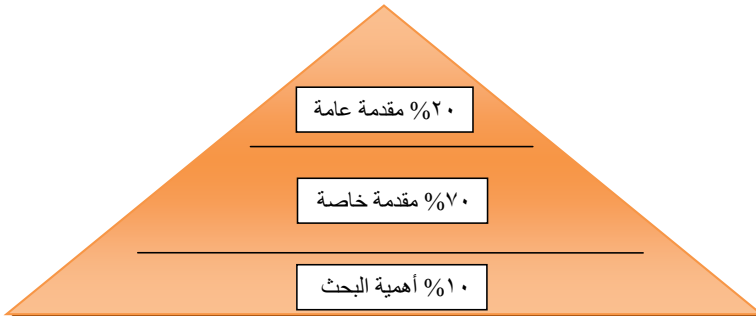 ٢٠% مقدمة عامة
٧٠% مقدمة خاصة
١٠% أهمية البحث